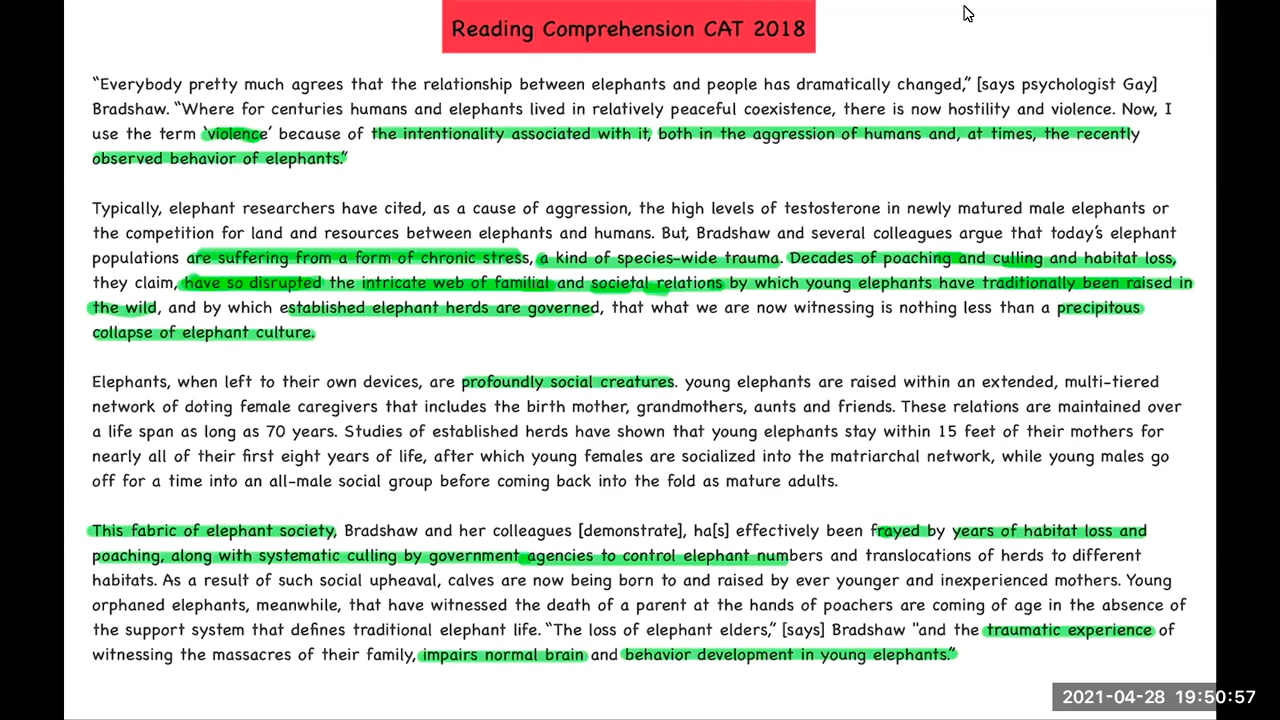 Reading Comprehension CAT 2018
“Everybody pretty much agrees that the relationship between elephants and people has dramatically changed,” [says psychologist Gay]
Bradshaw. “Where for centuries humans and elephants lived in relatively peaceful coexistence, there is now hostility and violence. Now, I
use the term ‘violence’ because of the intentionality associated with it, both in the aggression of humans and, at times, the recently
observed behavior of elephants.”
Typically, elephant researchers have cited, as a cause of aggression, the high levels of testosterone in newly matured male elephants or
the competition for land and resources between elephants and humans. But, Bradshaw and several colleagues argue that today’s elephant
populations are suffering from a form of chronic stress, a kind of species-wide trauma. Decades of poaching and culling and habitat loss,
they claim, have so disrupted the intricate web of familial and societal relations by which young elephants have traditionally been raised in
the wild, and by which established elephant herds are governed, that what we are now witnessing is nothing less than a precipitous
collapse of elephant culture.
Elephants, when left to their own devices, are profoundly social creatures. young elephants are raised within an extended, multi-tiered
network of doting female caregivers that includes the birth mother, grandmothers, aunts and friends. These relations are maintained over
a life span as long as 70 years. Studies of established herds have shown that young elephants stay within 15 feet of their mothers for
nearly all of their first eight years of life, after which young females are socialized into the matriarchal network, while young males go
off for a time into an all-male social group before coming back into the fold as mature adults.
This fabric of elephant society, Bradshaw and her colleagues [demonstrate], ha[s] effectively been frayed by years of habitat loss and
poaching, along with systematic culling by government agencies to control elephant numbers and translocations of herds to different
habitats. As a result of such social upheaval, calves are now being born to and raised by ever younger and inexperienced mothers. Young
orphaned elephants, meanwhile, that have witnessed the death of a parent at the hands of poachers are coming of age in the absence of
the support system that defines traditional elephant life. “The loss of elephant elders,” [says] Bradshaw "and the traumatic experience of
witnessing the massacres of their family, impairs normal brain and behavior development in young elephants.”
2021-04-28 19:50:57